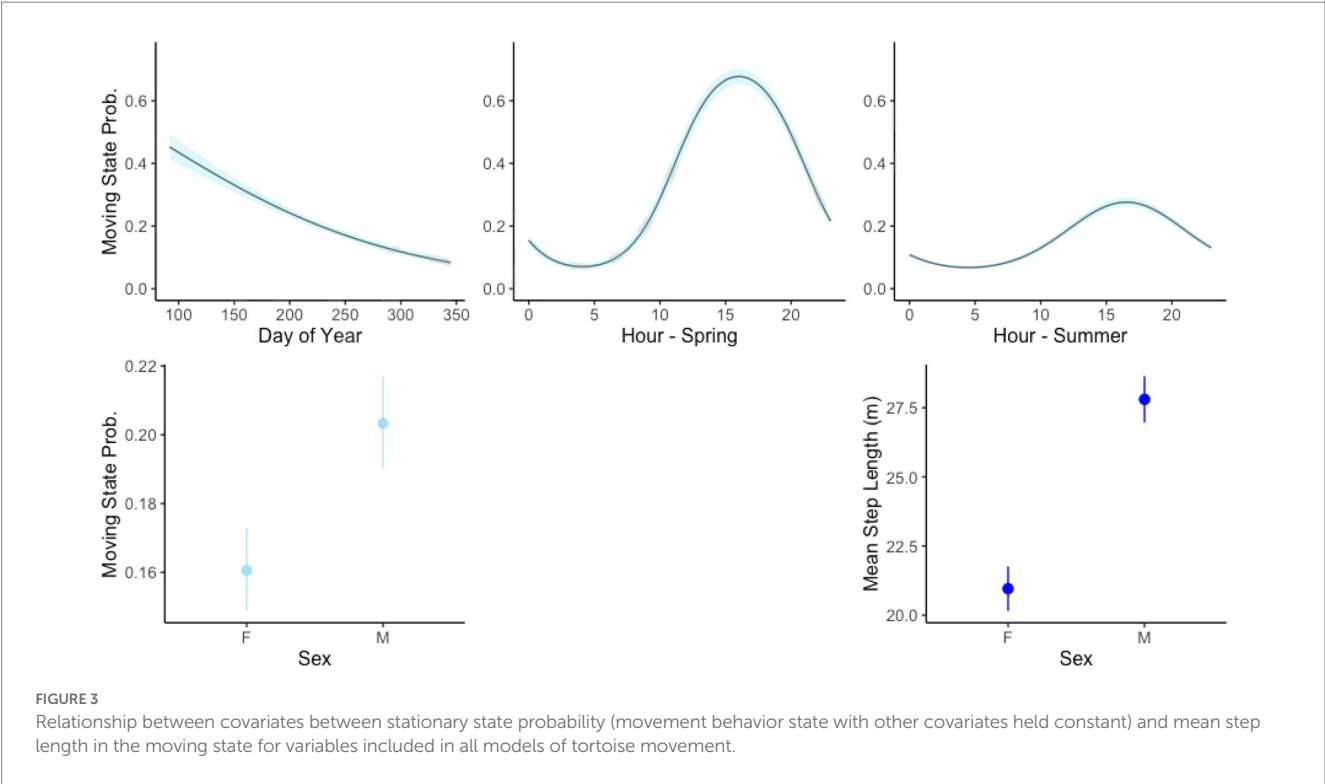 Moving State Prob.
0.6
0.4
0.2
0.0
100 150 200 250 300 350
Day of Year
0.6
0.4
0.2
0.0
0 5 10 15 20
Hour - Spring
0.6
0.4
0.2
0.0
0 5 10 15 20
Hour - Summer
Moving State Prob.
0.22
0.20
0.18
0.16
F M
Sex
Mean Step Length (m)
27.5
25.0
22.5
20.0
F M
Sex
FIGURE 3
Relationship between covariates between stationary state probability (movement behavior state with other covariates held constant) and mean step
length in the moving state for variables included in all models of tortoise movement.